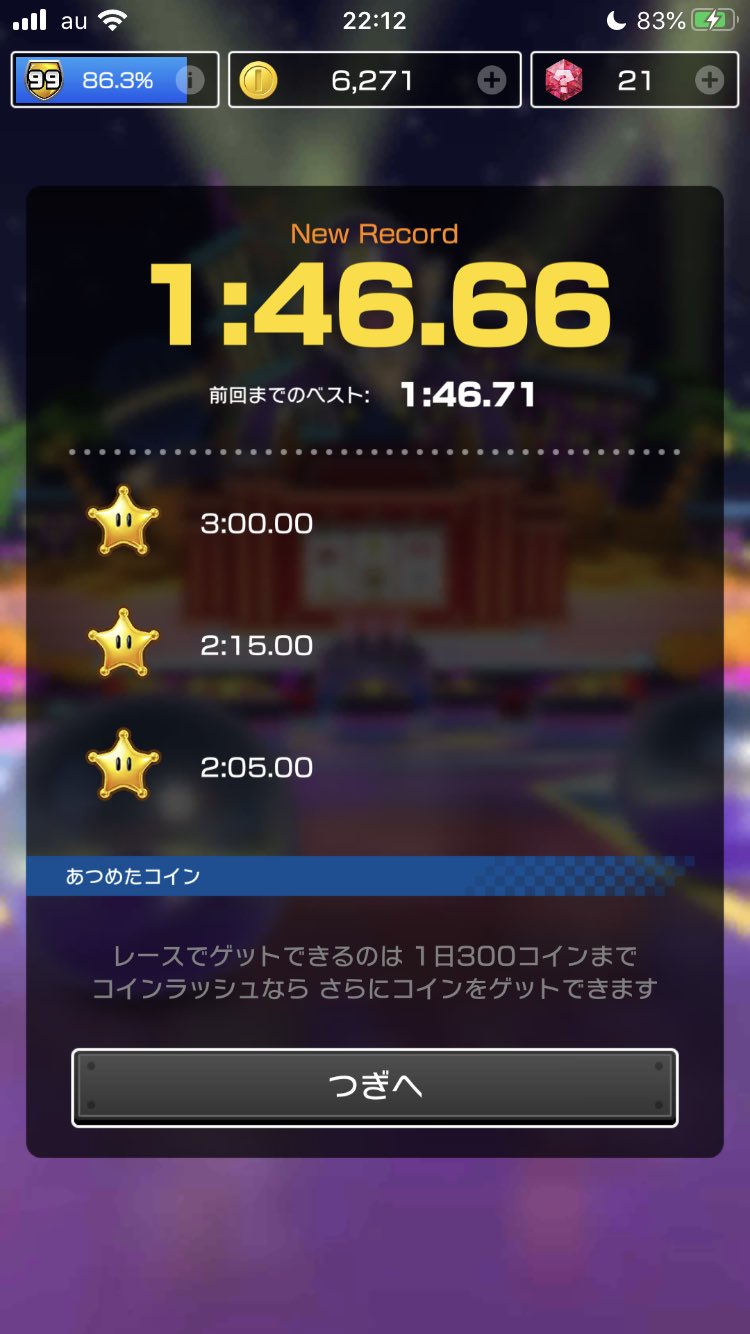 au 22:12 83%
99 86.3% i 6,271 + ? 21 +
New Record
1:46.66
前回までのベスト: 1:46.71
3:00.00
2:15.00
2:05.00
あつめたコイン
レースでゲットできるのは 1日300コインまで
コインラッシュなら さらにコインをゲットできます
つぎへ